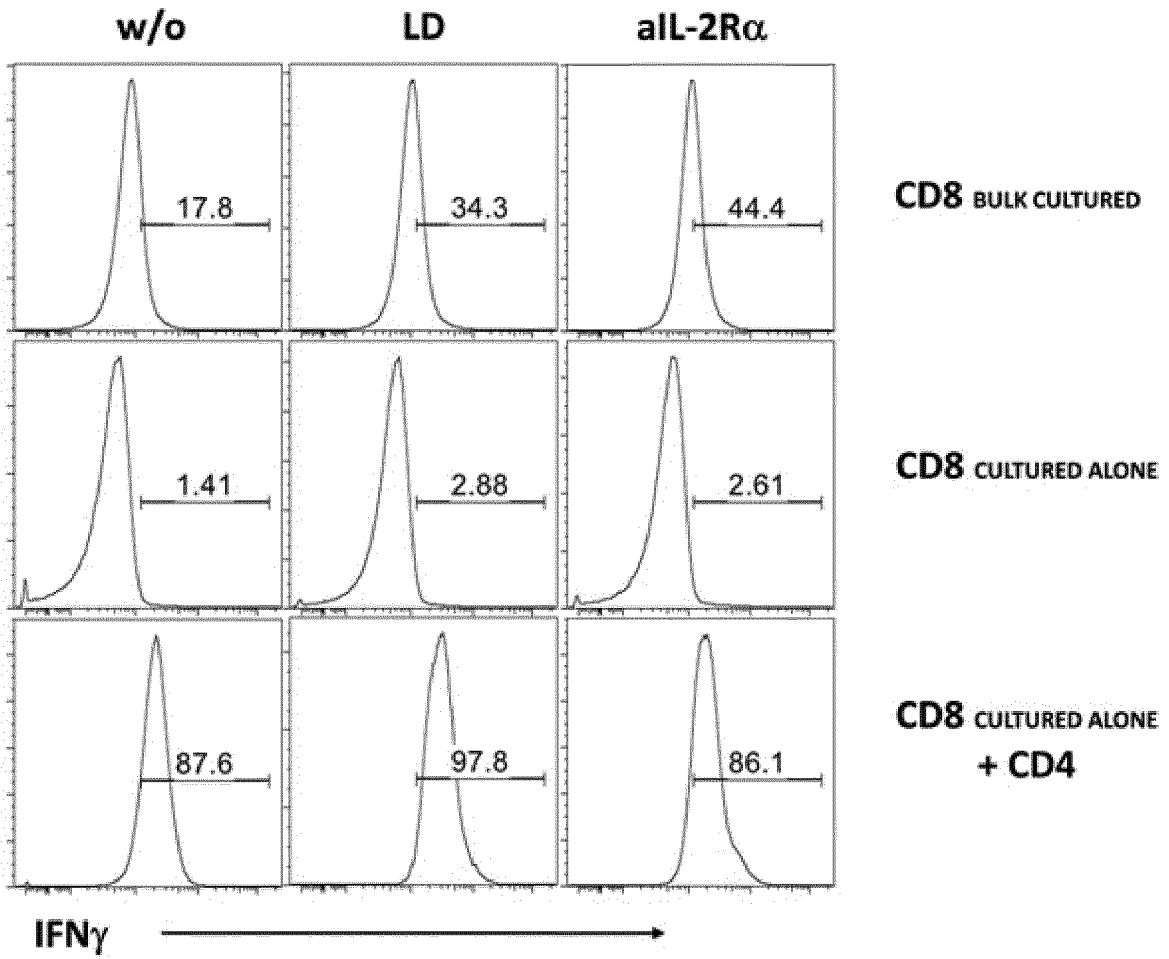 w/o LD aIL-2Rα
17.8 34.3 44.4 CD8 BULK CULTURED
1.41 2.88 2.61 CD8 CULTURED ALONE
87.6 97.8 86.1 CD8 CULTURED ALONE
+ CD4
IFNγ